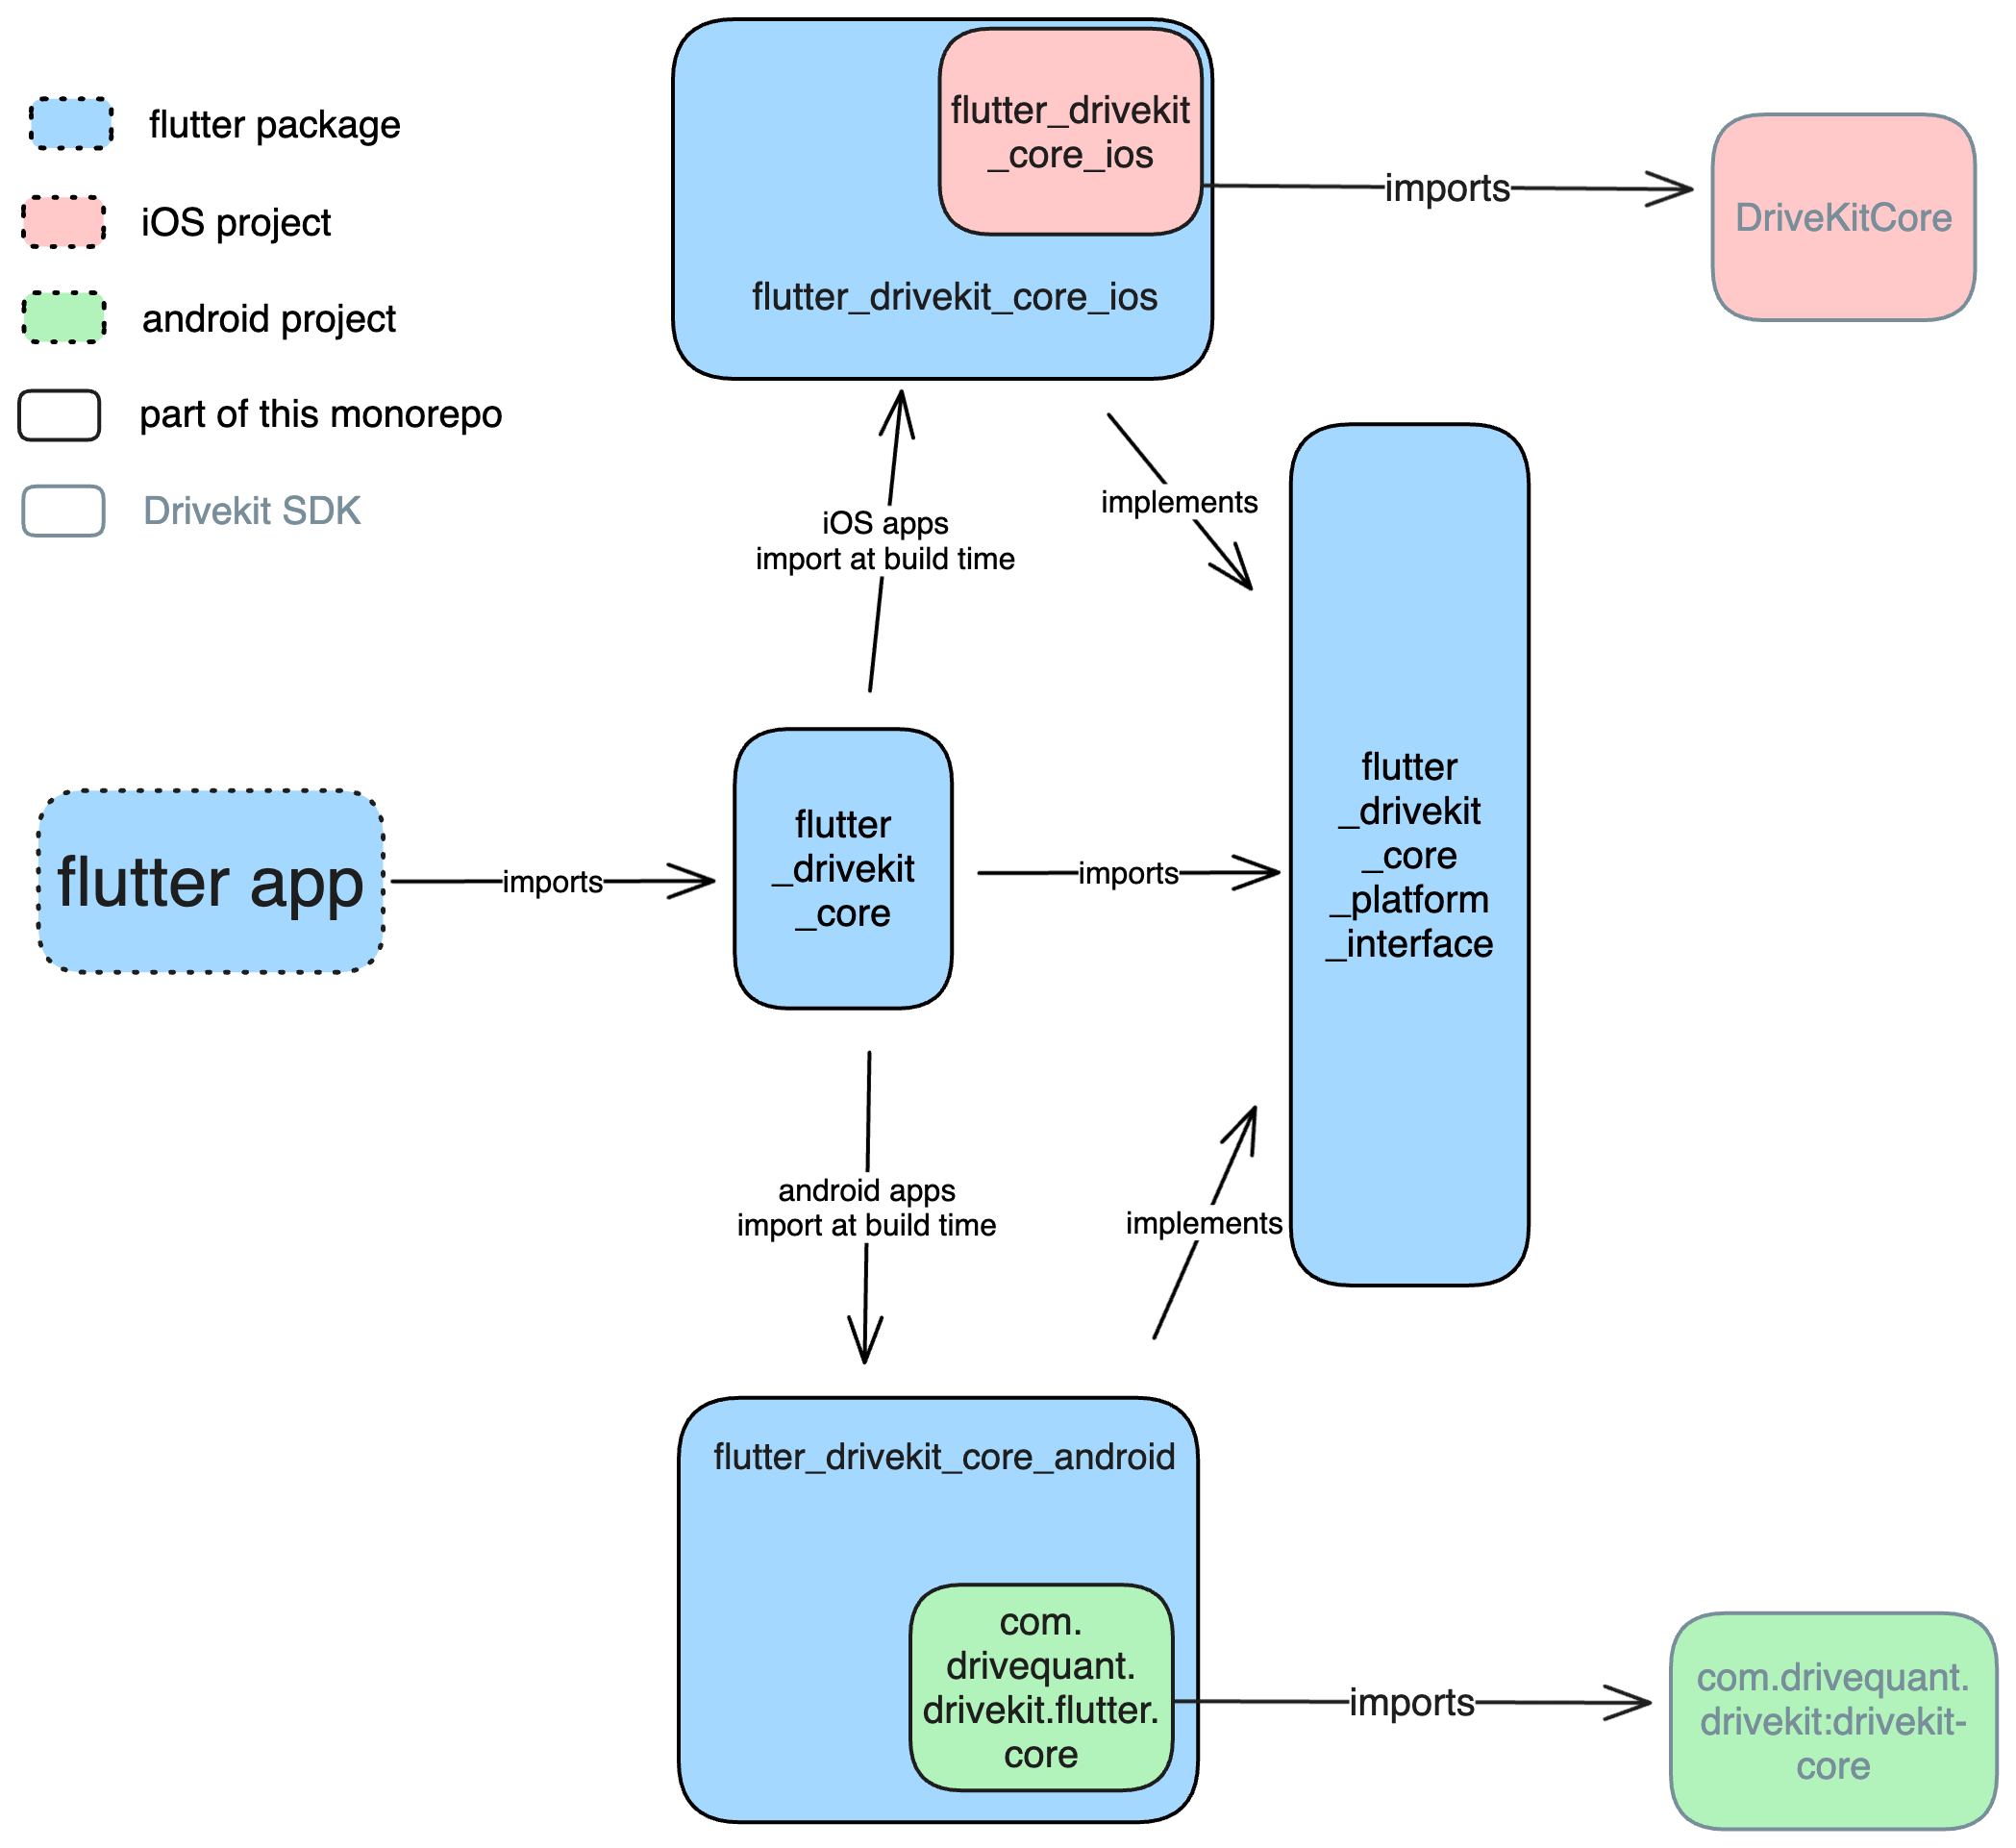 flutter package
iOS project
android project
part of this monorepo
Drivekit SDK
flutter_drivekit
_core_ios
flutter_drivekit_core_ios
imports
DriveKitCore
iOS apps
import at build time
implements
flutter app
imports
flutter
_drivekit
_core
imports
flutter
_drivekit
_core
_platform
_interface
android apps
import at build time
implements
flutter_drivekit_core_android
com.
drivequant.
drivekit.flutter.
core
imports
com.drivequant.
drivekit:drivekit-
core